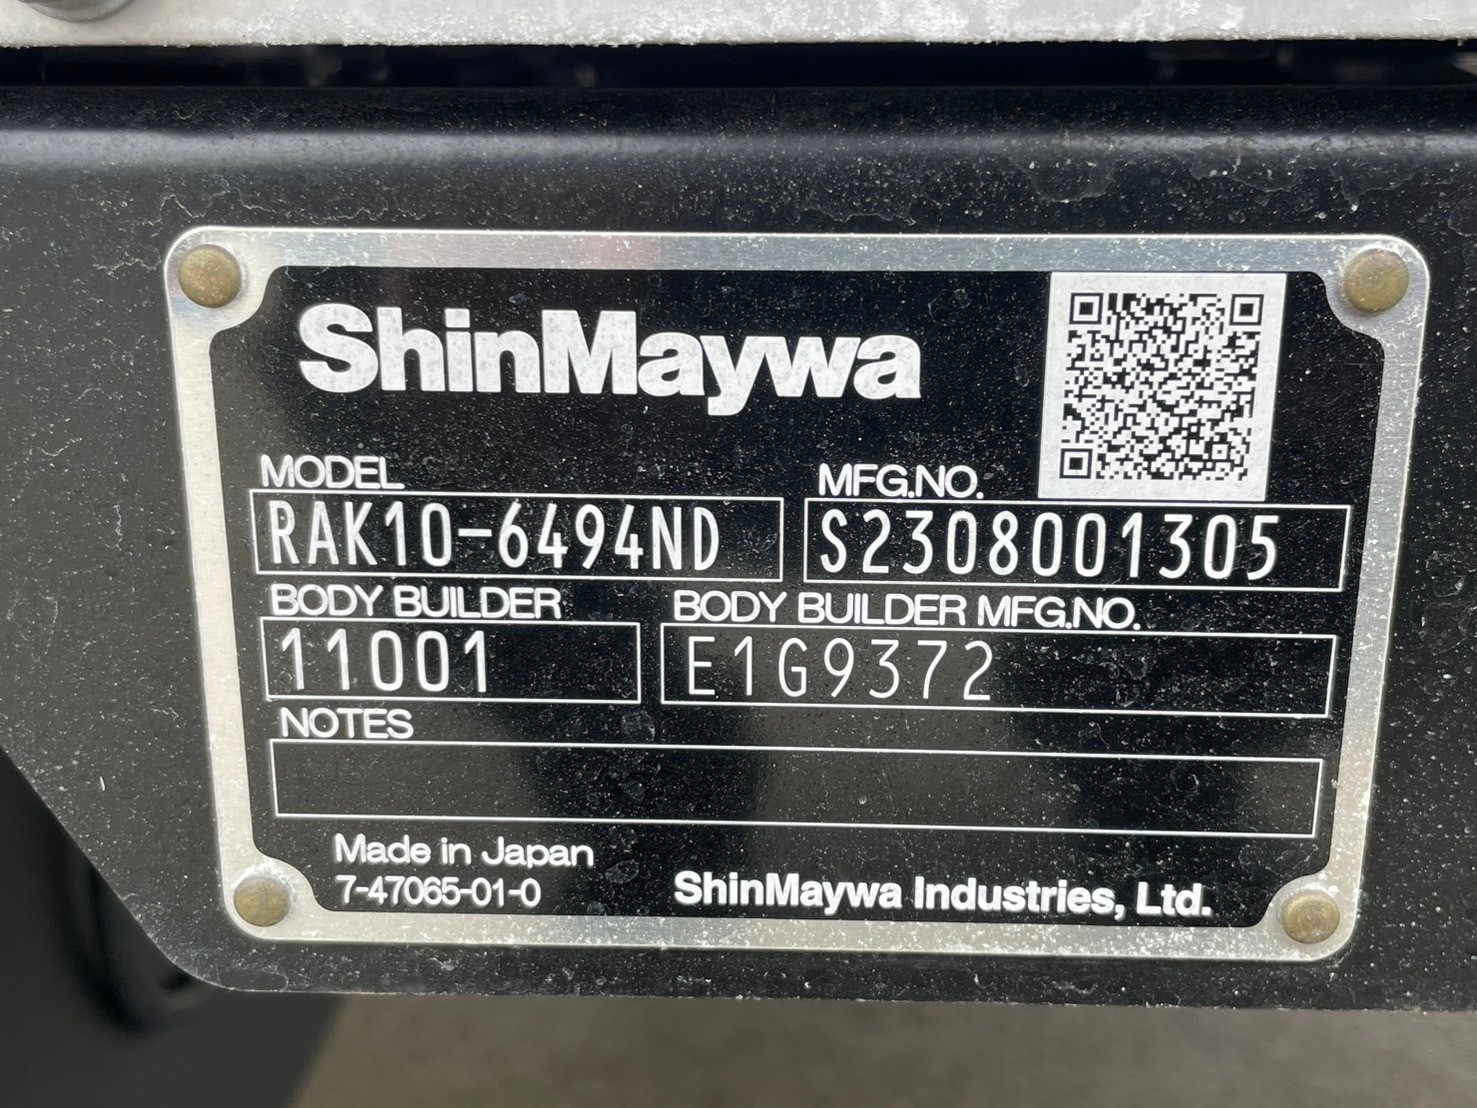 ShinMaywa
MODEL MFG.NO.
RAK10-6494ND S2308001305
BODY BUILDER BODY BUILDER MFG.NO.
11001 E1G9372
NOTES
Made in Japan
7-47065-01-0 ShinMaywa Industries, Ltd.